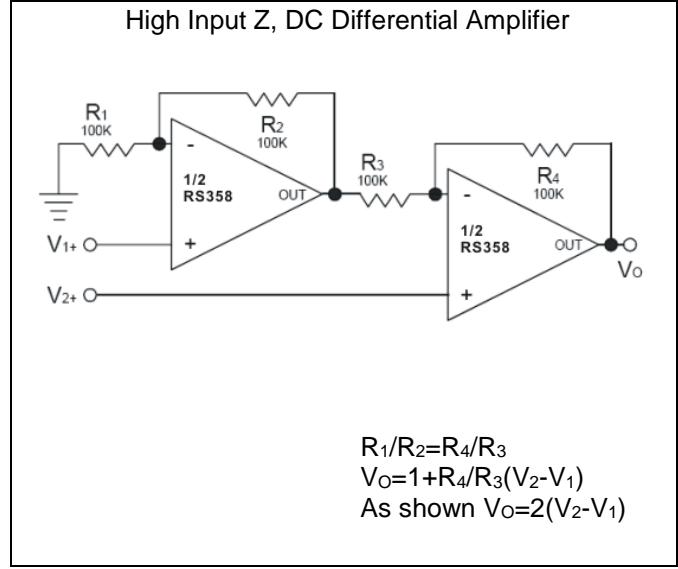 High Input Z, DC Differential Amplifier
R1
100K
R2
100K
-
1/2
RS358
OUT
+
R3
100K
R4
100K
-
1/2
RS358
OUT
+
V1+
V2+
VO
R1/R2=R4/R3
VO=1+R4/R3(V2-V1)
As shown VO=2(V2-V1)